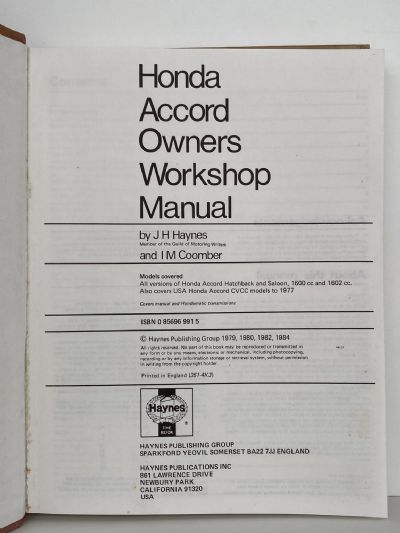 Honda
Accord
Owners
Workshop
Manual
by J H Haynes
Member of the Guild of Motoring Writers
and I M Coomber
Models covered
All versions of Honda Accord Hatchback and Saloon, 1600 cc and 1602 cc.
Also covers USA Honda Accord CVCC models to 1977
Covers manual and Hondamatic transmissions
ISBN 0 85696 991 5
© Haynes Publishing Group 1979, 1980, 1982, 1984
All rights reserved. No part of this book may be reproduced or transmitted in
any form or by any means, electronic or mechanical, including photocopying,
recording or by any information storage or retrieval system, without permission
in writing from the copyright holder.
Printed in England
Haynes
®
HAYNES PUBLISHING GROUP
SPARKFORD YEOVIL SOMERSET BA22 7JJ ENGLAND
HAYNES PUBLICATIONS INC
861 LAWRENCE DRIVE
NEWBURY PARK
CALIFORNIA 91320
USA